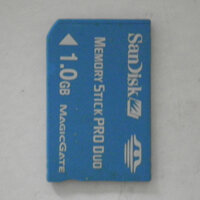 SanDisk
MEMORY STICK PRO DUO
1.0GB MAGICGATE